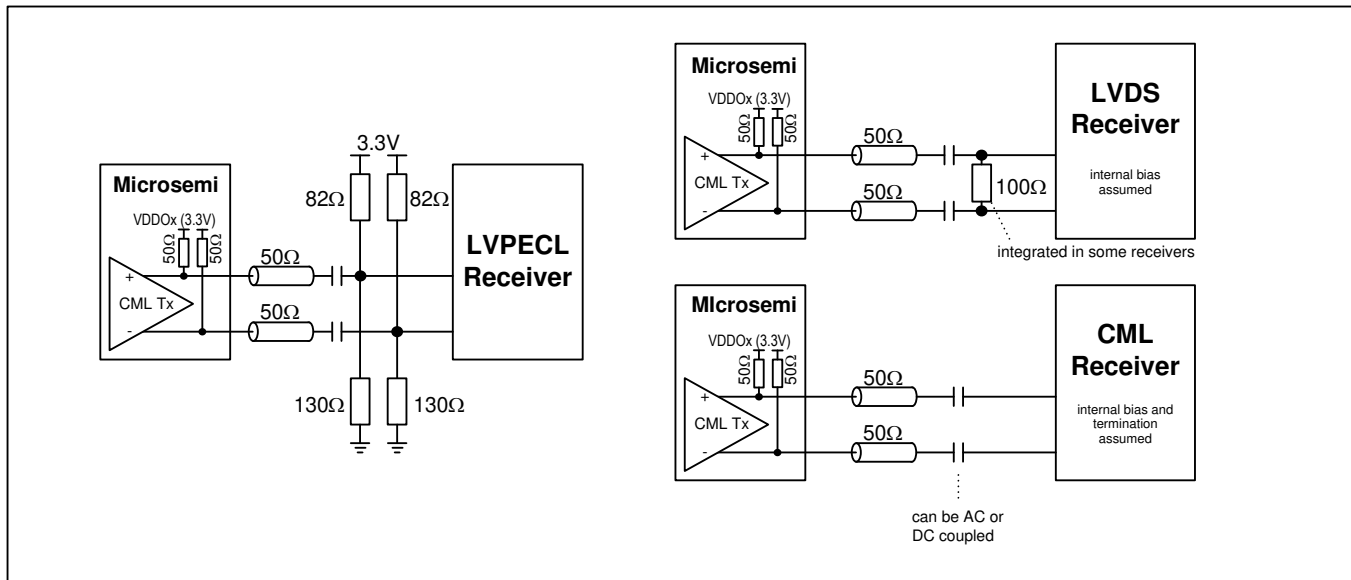 Microsemi
VDDOx (3.3V)
50Ω
50Ω
+
CML Tx
-
50Ω
50Ω
3.3V
82Ω
82Ω
130Ω
130Ω
LVPECL
Receiver
Microsemi
VDDOx (3.3V)
50Ω
50Ω
+
CML Tx
-
50Ω
50Ω
100Ω
integrated in some receivers
LVDS
Receiver
internal bias
assumed
MIcrosemi
VDDOx (3.3V)
50Ω
50Ω
+
CML Tx
-
50Ω
50Ω
can be AC or
DC coupled
CML
Receiver
internal bias and
termination
assumed